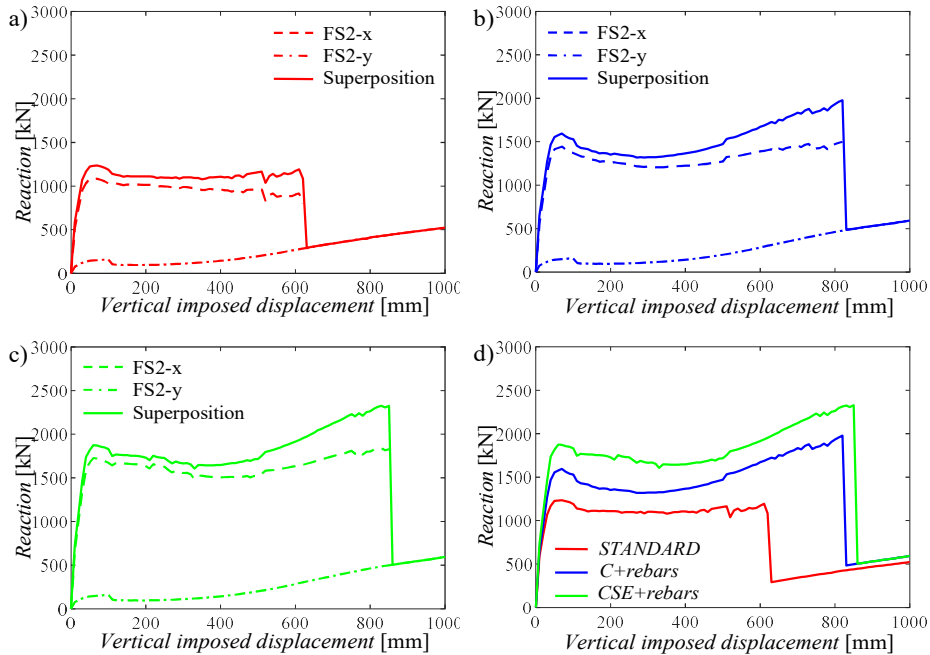 a)
3000
2500
2000
1500
1000
500
0
Reaction [kN]
FS2-x
FS2-y
Superposition
0 200 400 600 800 1000
Vertical imposed displacement [mm]
b)
3000
2500
2000
1500
1000
500
0
Reaction [kN]
FS2-x
FS2-y
Superposition
0 200 400 600 800 1000
Vertical imposed displacement [mm]
c)
3000
2500
2000
1500
1000
500
0
Reaction [kN]
FS2-x
FS2-y
Superposition
0 200 400 600 800 1000
Vertical imposed displacement [mm]
d)
3000
2500
2000
1500
1000
500
0
Reaction [kN]
STANDARD
C+rebars
CSE+rebars
0 200 400 600 800 1000
Vertical imposed displacement [mm]